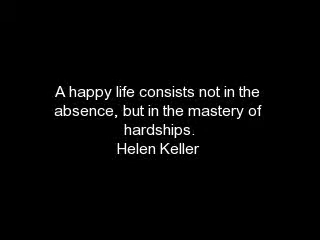 A happy life consists not in the
absence, but in the mastery of
hardships.
Helen Keller